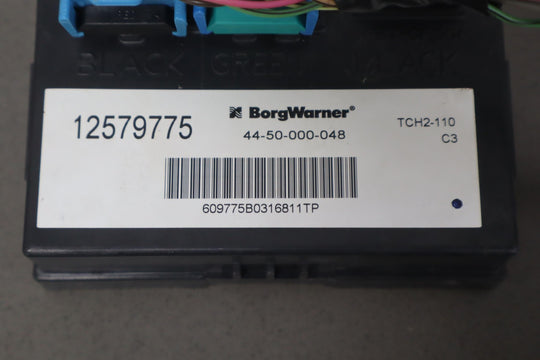 BLACK GREEN BLACK
BorgWarner®
12579775
44-50-000-048
TCH2-110
C3
609775B0316811TP